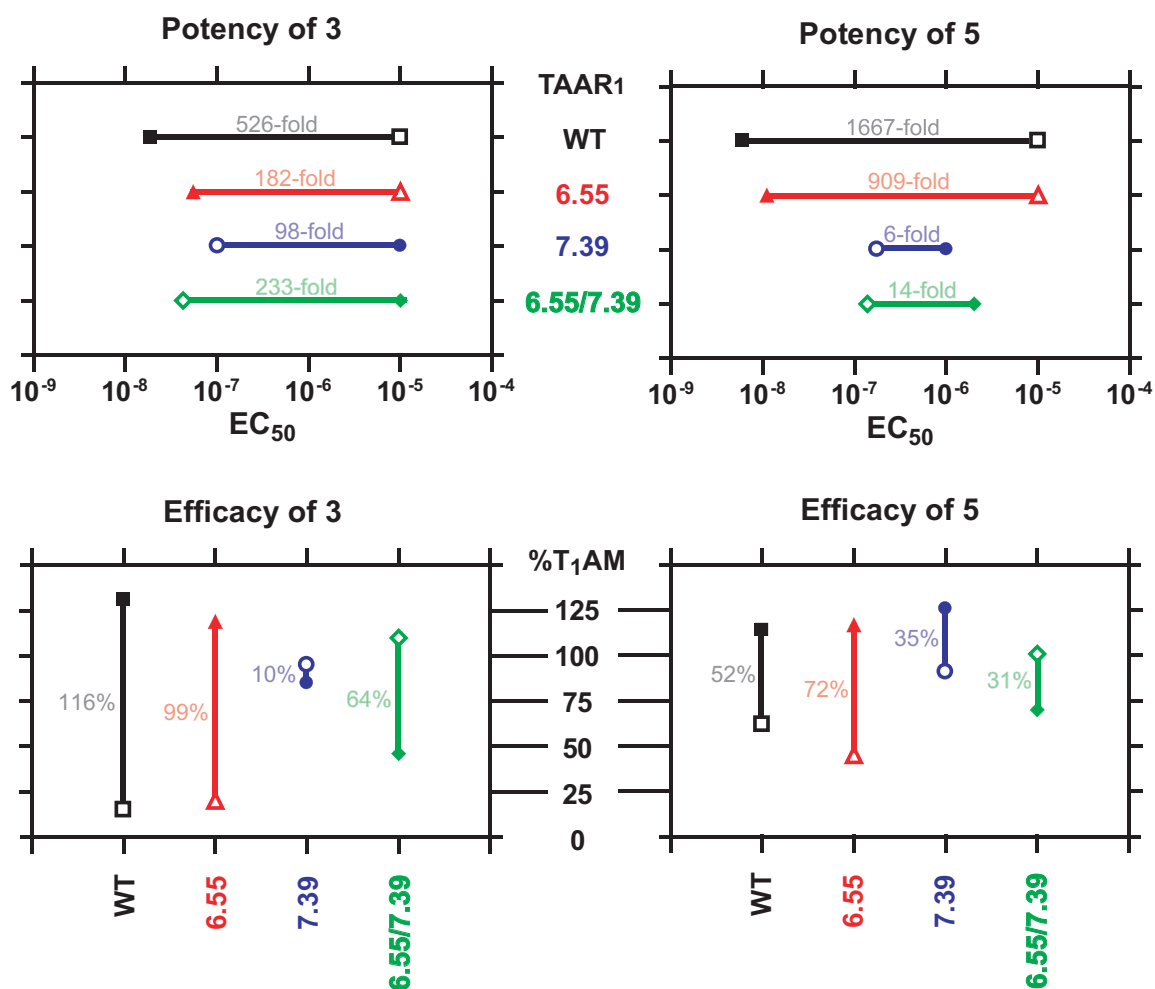 Potency of 3
Potency of 5
TAAR1
526-fold
WT
1667-fold
182-fold
6.55
909-fold
98-fold
7.39
6-fold
233-fold
6.55/7.39
14-fold
10-9 10-8 10-7 10-6 10-5 10-4
10-9 10-8 10-7 10-6 10-5 10-4
EC50
EC50
Efficacy of 3
Efficacy of 5
%T1AM
125
100
75
50
25
0
116%
99%
10%
64%
52%
72%
35%
31%
WT
6.55
7.39
6.55/7.39
WT
6.55
7.39
6.55/7.39